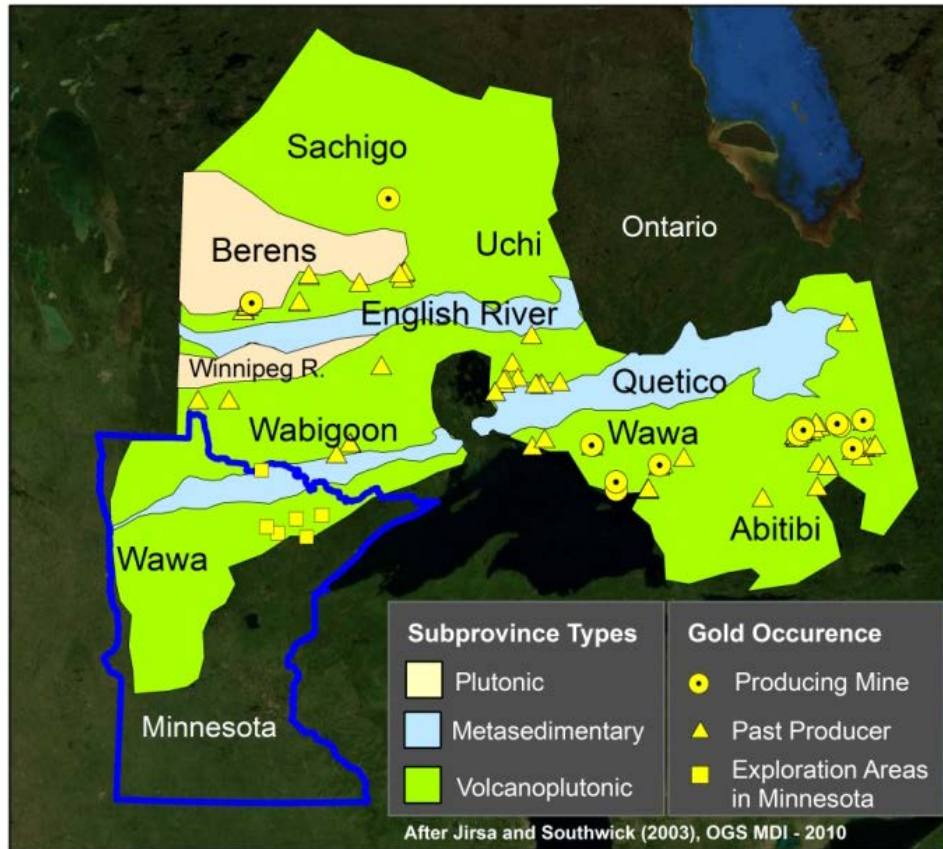 Sachigo
Ontario
Berens
Uchi
English River
Winnipeg R.
Quetico
Wabigoon
Wawa
Abitibi
Wawa
Minnesota
Subprovince Types
Plutonic
Metasedimentary
Volcanoplutonic
Gold Occurence
Producing Mine
Past Producer
Exploration Areas
in Minnesota
After Jirsa and Southwick (2003), OGS MDI - 2010